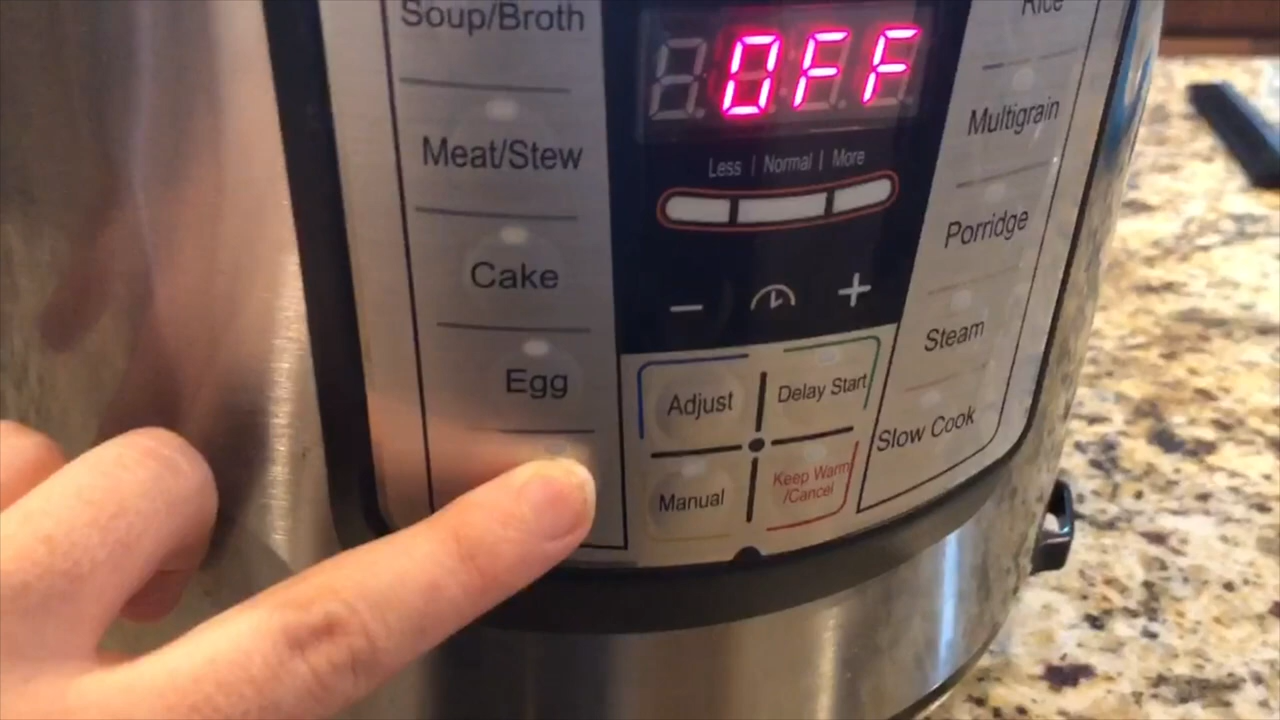 Soup/Broth
Meat/Stew
Cake
Egg
OFF
Less | Normal | More
− +
Adjust
Delay Start
Manual
Keep Warm
/Cancel
Rice
Multigrain
Porridge
Steam
Slow Cook